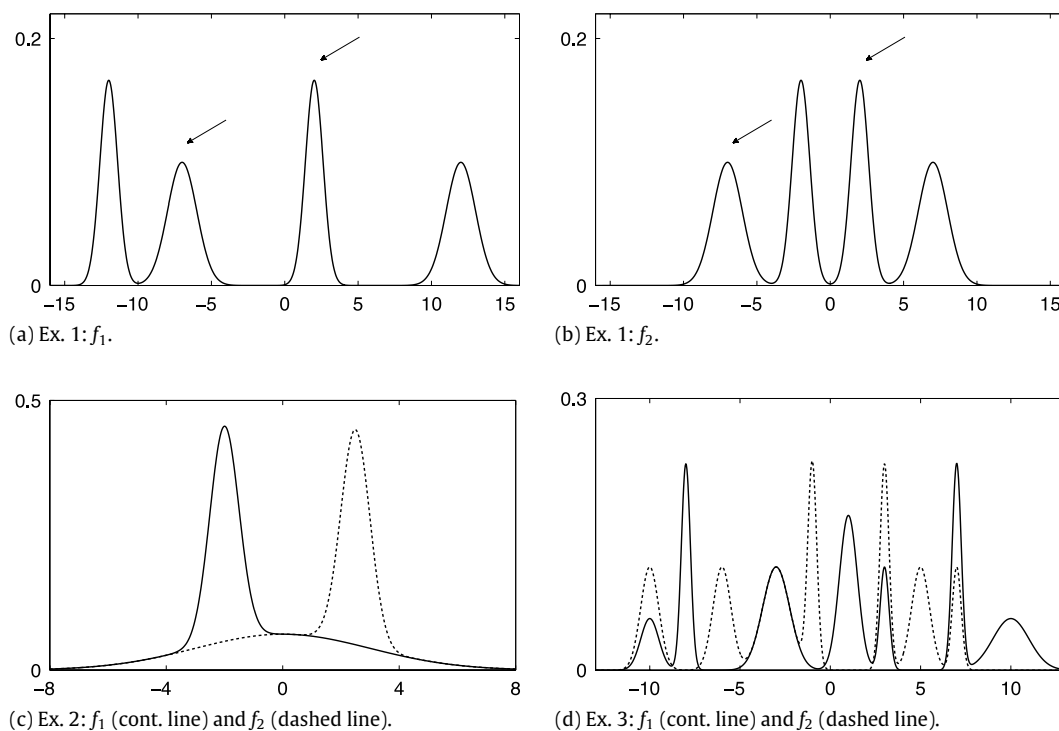 0.2
0
−15 −10 −5 0 5 10 15
(a) Ex. 1: f₁.
0.2
0
−15 −10 −5 0 5 10 15
(b) Ex. 1: f₂.
0.5
0
−8 −4 0 4 8
(c) Ex. 2: f₁ (cont. line) and f₂ (dashed line).
0.3
0
−10 −5 0 5 10
(d) Ex. 3: f₁ (cont. line) and f₂ (dashed line).